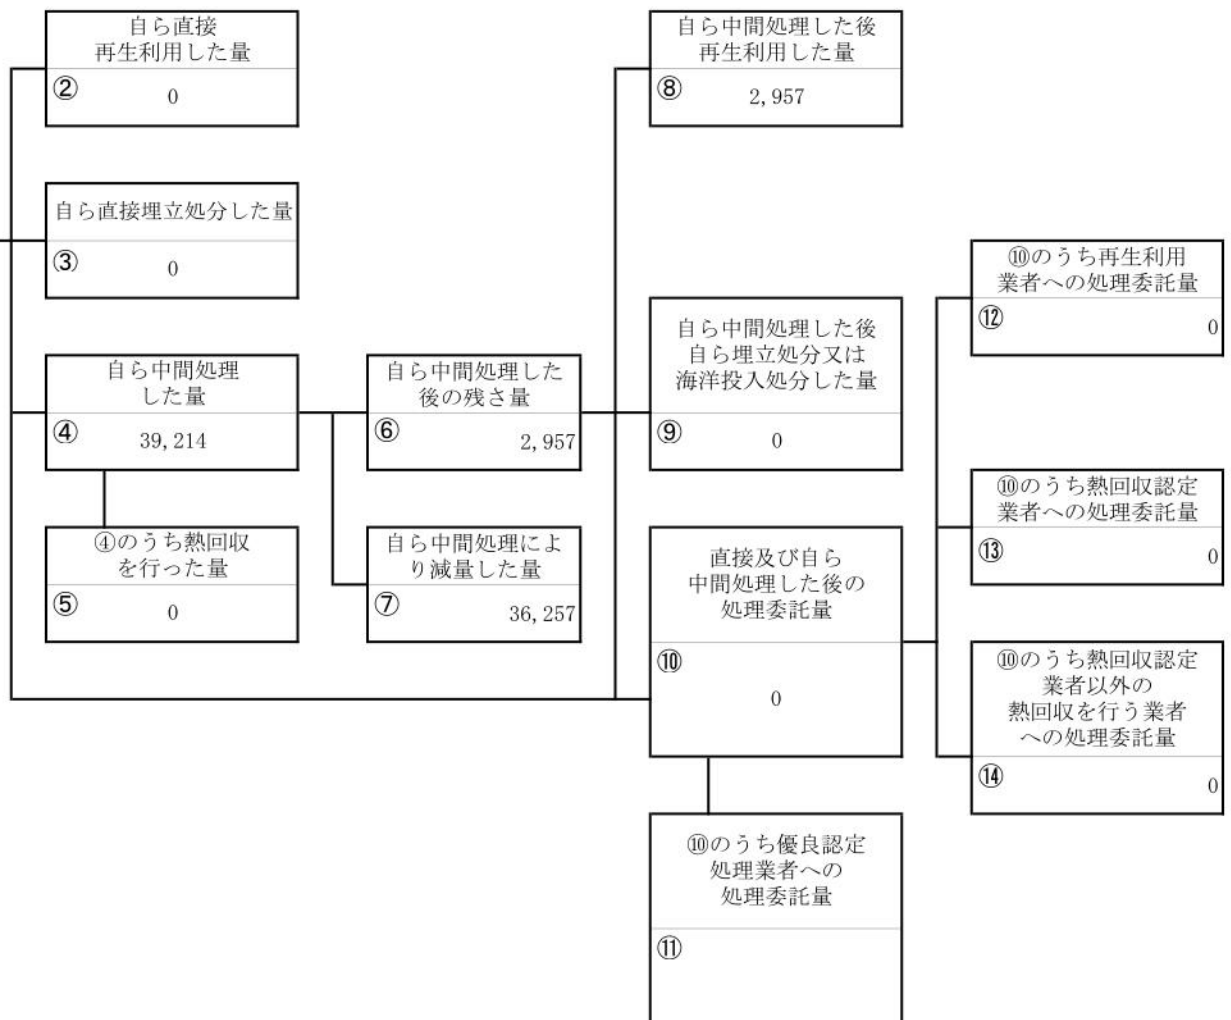 自ら直接
再生利用した量
②
0
自ら直接埋立処分した量
③
0
自ら中間処理
した量
④
39,214
④のうち熱回収
を行った量
⑤
0
自ら中間処理した
後の残さ量
⑥
2,957
自ら中間処理によ
り減量した量
⑦
36,257
自ら中間処理した後
再生利用した量
⑧
2,957
自ら中間処理した後
自ら埋立処分又は
海洋投入処分した量
⑨
0
直接及び自ら
中間処理した後の
処理委託量
⑩
0
⑩のうち優良認定
処理業者への
処理委託量
⑪
⑩のうち再生利用
業者への処理委託量
⑫
0
⑩のうち熱回収認定
業者への処理委託量
⑬
0
⑩のうち熱回収認定
業者以外の
熱回収を行う業者
への処理委託量
⑭
0